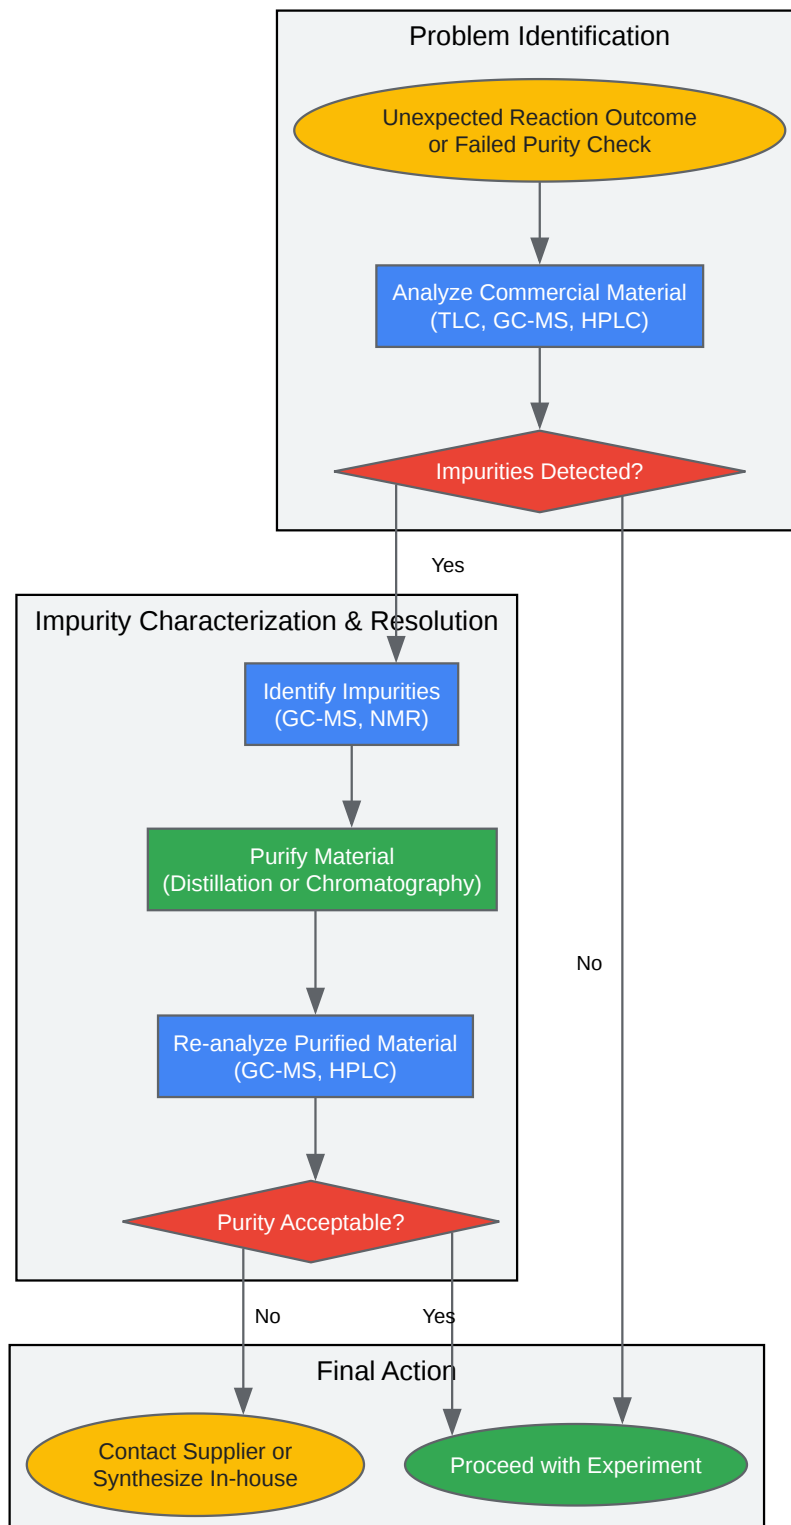 Problem Identification
Unexpected Reaction Outcome
or Failed Purity Check
Analyze Commercial Material
(TLC, GC-MS, HPLC)
Impurities Detected?
Yes
Impurity Characterization & Resolution
Identify Impurities
(GC-MS, NMR)
Purify Material
(Distillation or Chromatography)
No
Re-analyze Purified Material
(GC-MS, HPLC)
Purity Acceptable?
No
Yes
Final Action
Contact Supplier or
Synthesize In-house
Proceed with Experiment